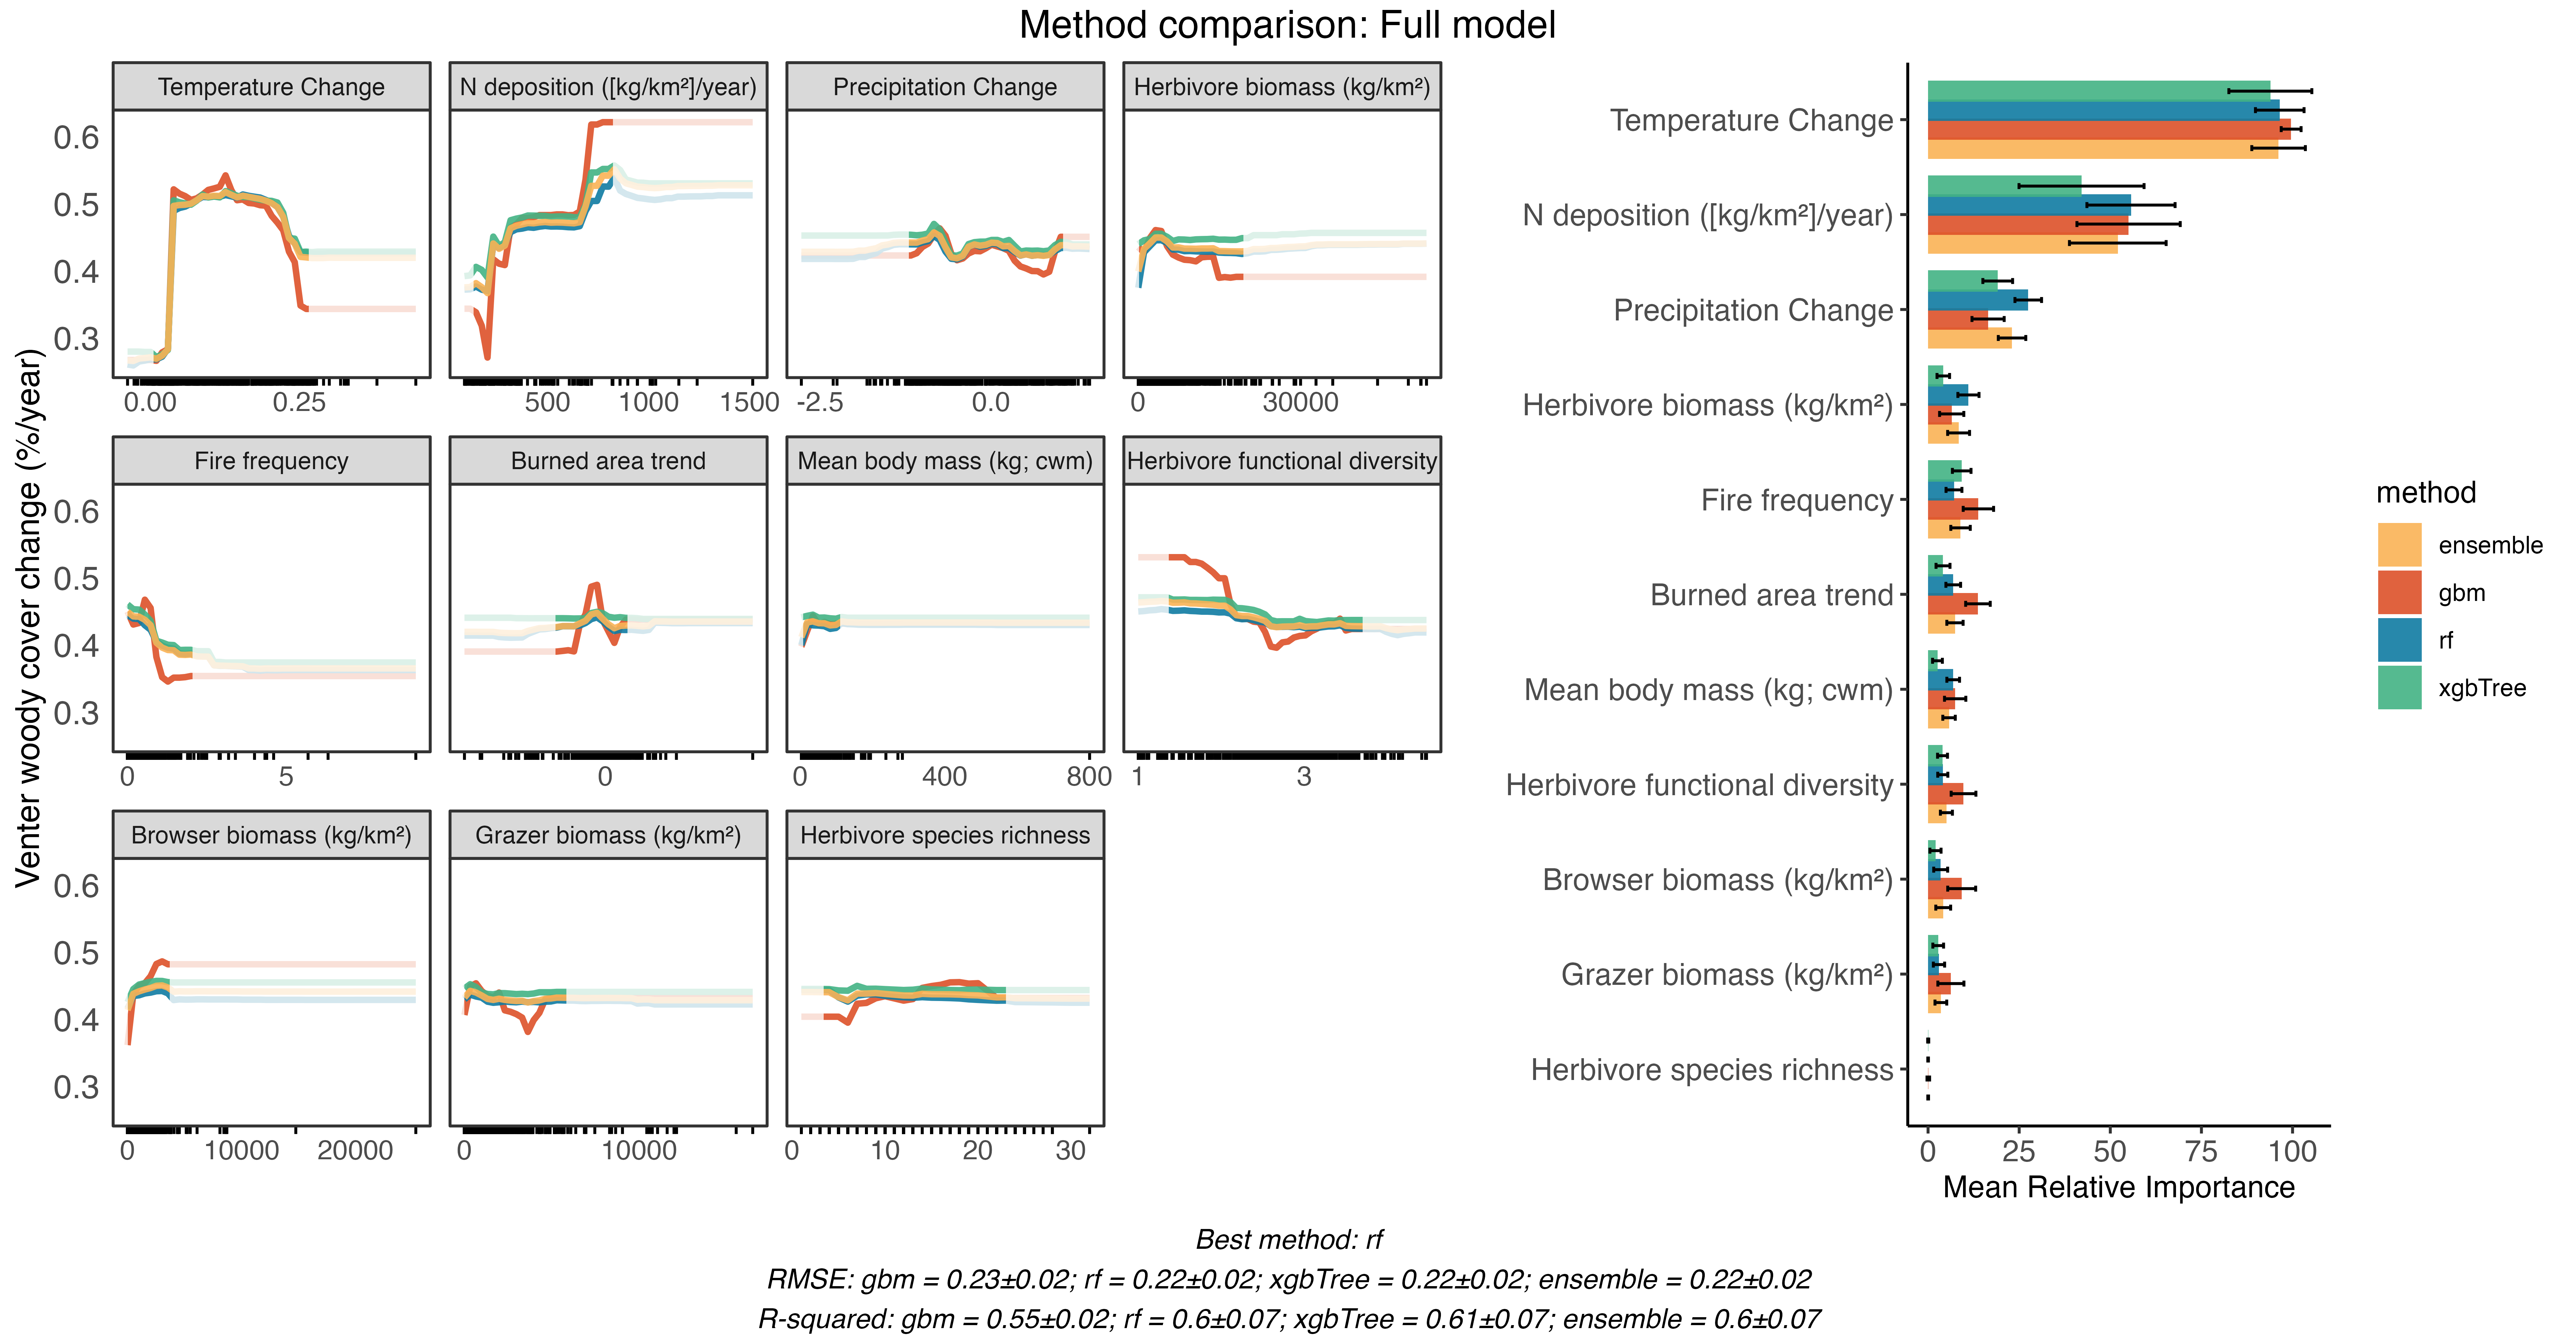 Method comparison: Full model
Venter woody cover change (%/year)
Temperature Change
N deposition ([kg/km²]/year)
Precipitation Change
Herbivore biomass (kg/km²)
0.6
0.5
0.4
0.3
0.00 0.25
500 1000 1500
-2.5 0.0
0 30000
Fire frequency
Burned area trend
Mean body mass (kg; cwm)
Herbivore functional diversity
0.6
0.5
0.4
0.3
0 5
0
0 400 800
1 3
Browser biomass (kg/km²)
Grazer biomass (kg/km²)
Herbivore species richness
0.6
0.5
0.4
0.3
0 10000 20000
0 10000
0 10 20 30
Temperature Change
N deposition ([kg/km²]/year)
Precipitation Change
Herbivore biomass (kg/km²)
Fire frequency
Burned area trend
Mean body mass (kg; cwm)
Herbivore functional diversity
Browser biomass (kg/km²)
Grazer biomass (kg/km²)
Herbivore species richness
0 25 50 75 100
Mean Relative Importance
method
ensemble
gbm
rf
xgbTree
Best method: rf
RMSE: gbm = 0.23±0.02; rf = 0.22±0.02; xgbTree = 0.22±0.02; ensemble = 0.22±0.02
R-squared: gbm = 0.55±0.02; rf = 0.6±0.07; xgbTree = 0.61±0.07; ensemble = 0.6±0.07